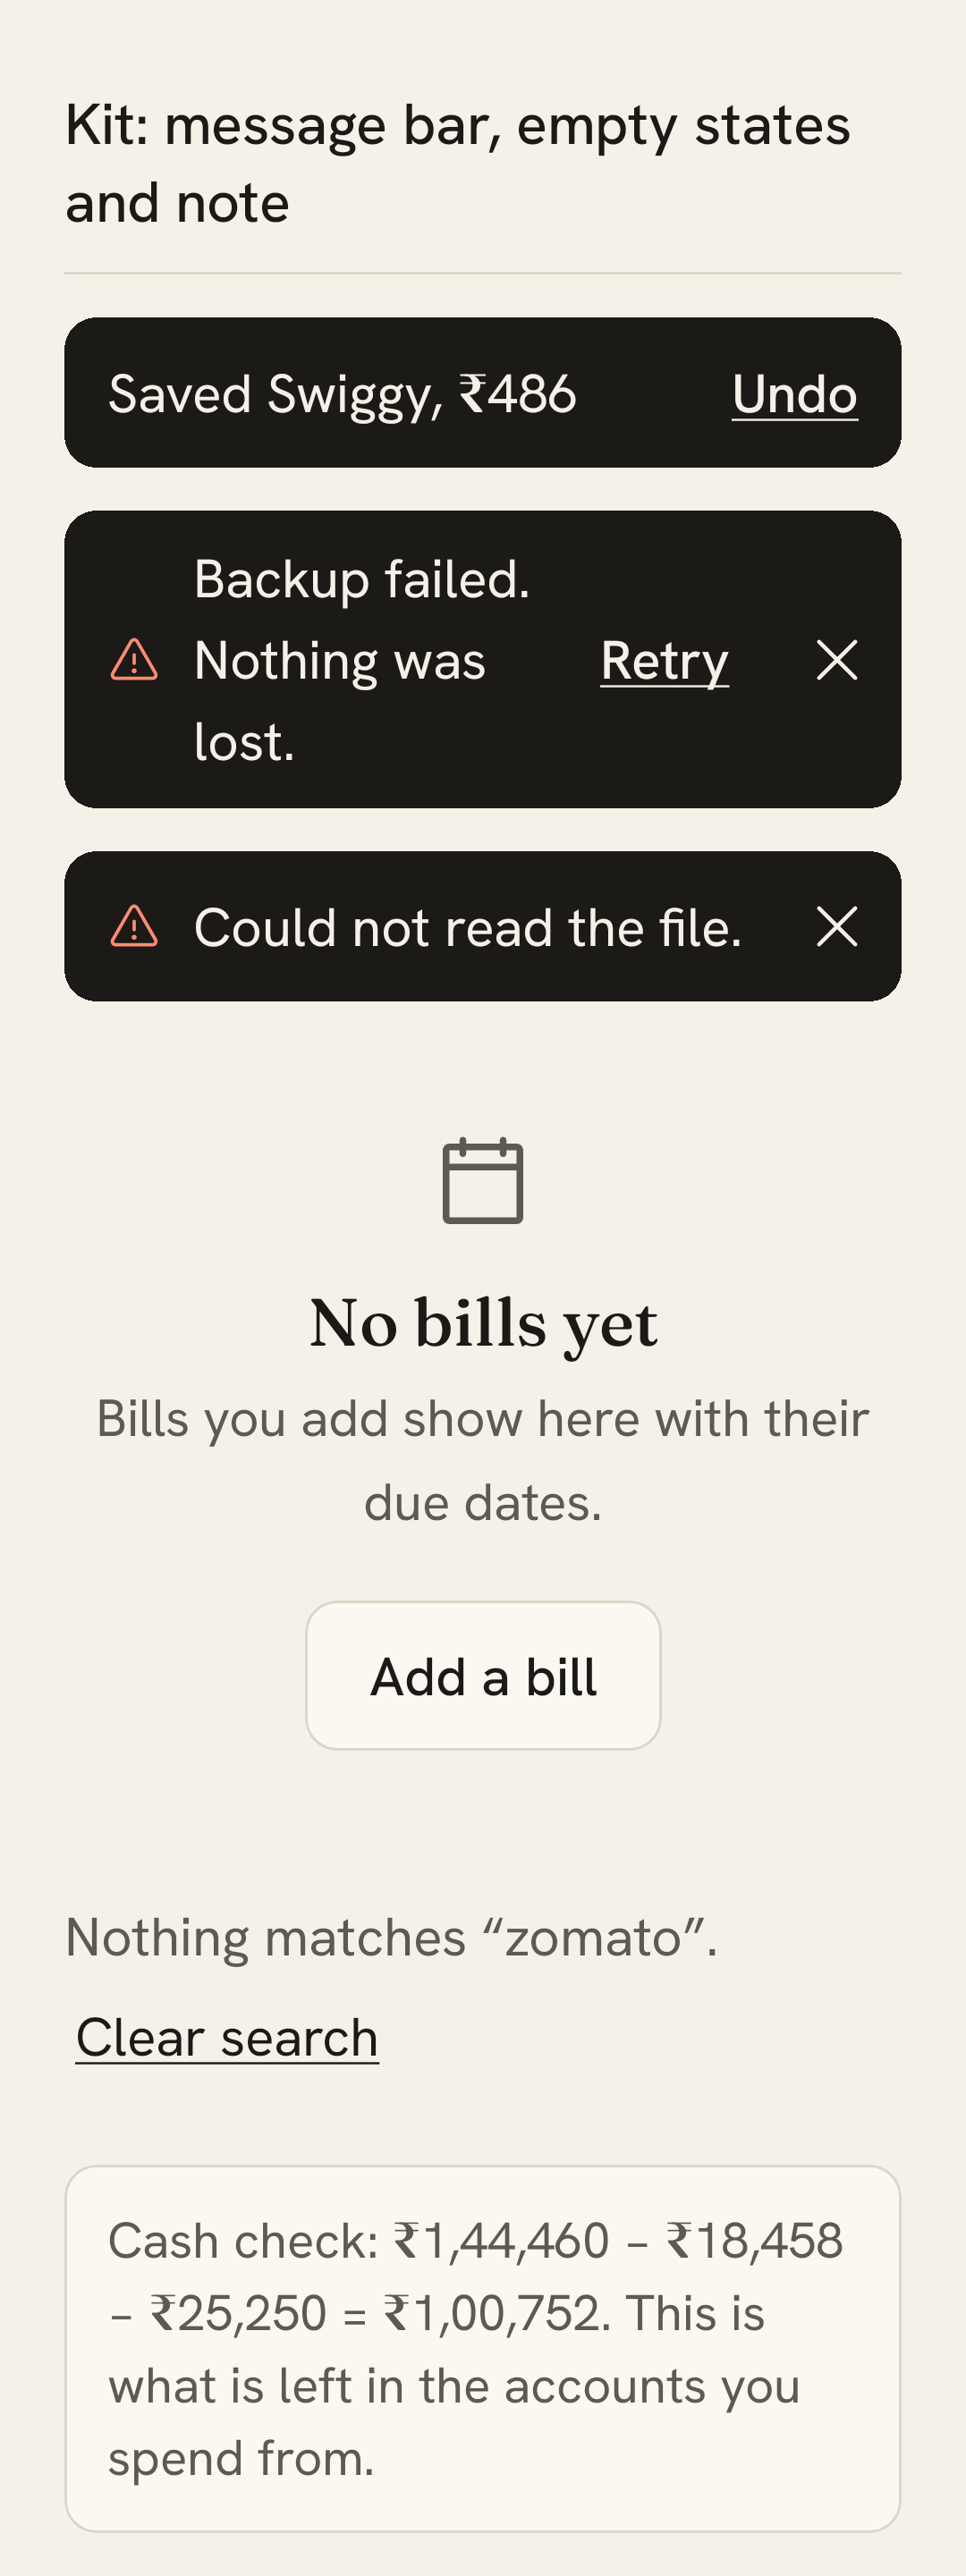 Kit: message bar, empty states
and note
Saved Swiggy, ₹486 Undo
Backup failed.
Nothing was Retry
lost.
Could not read the file.
No bills yet
Bills you add show here with their
due dates.
Add a bill
Nothing matches “zomato”.
Clear search
Cash check: ₹1,44,460 – ₹18,458
– ₹25,250 = ₹1,00,752. This is
what is left in the accounts you
spend from.